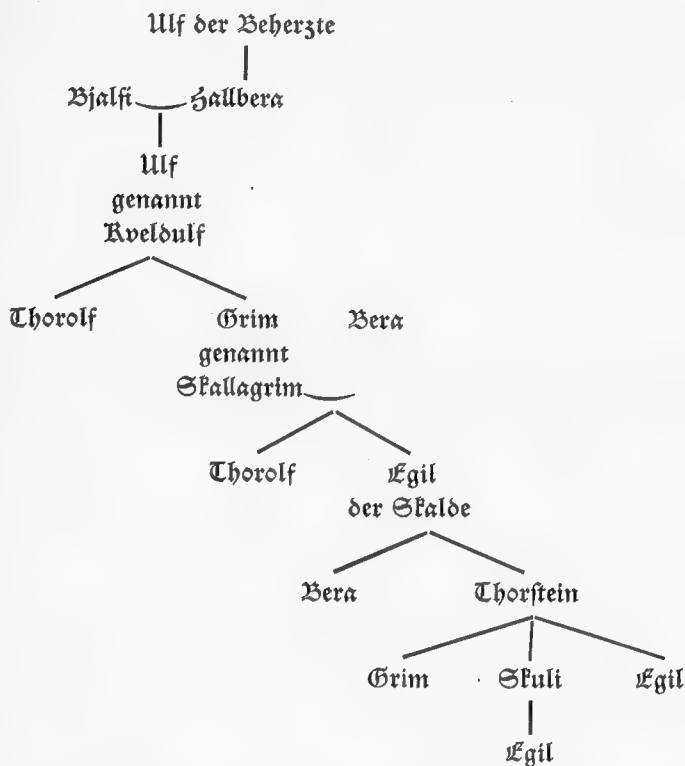 Ulf der Beherzte
Bjalfi Hallbera
Ulf
genannt
Kveldulf
Thorolf Grim Bera
genannt
Skallagrim
Thorolf Egil
der Skalde
Bera Thorstein
Grim Skuli Egil
Egil